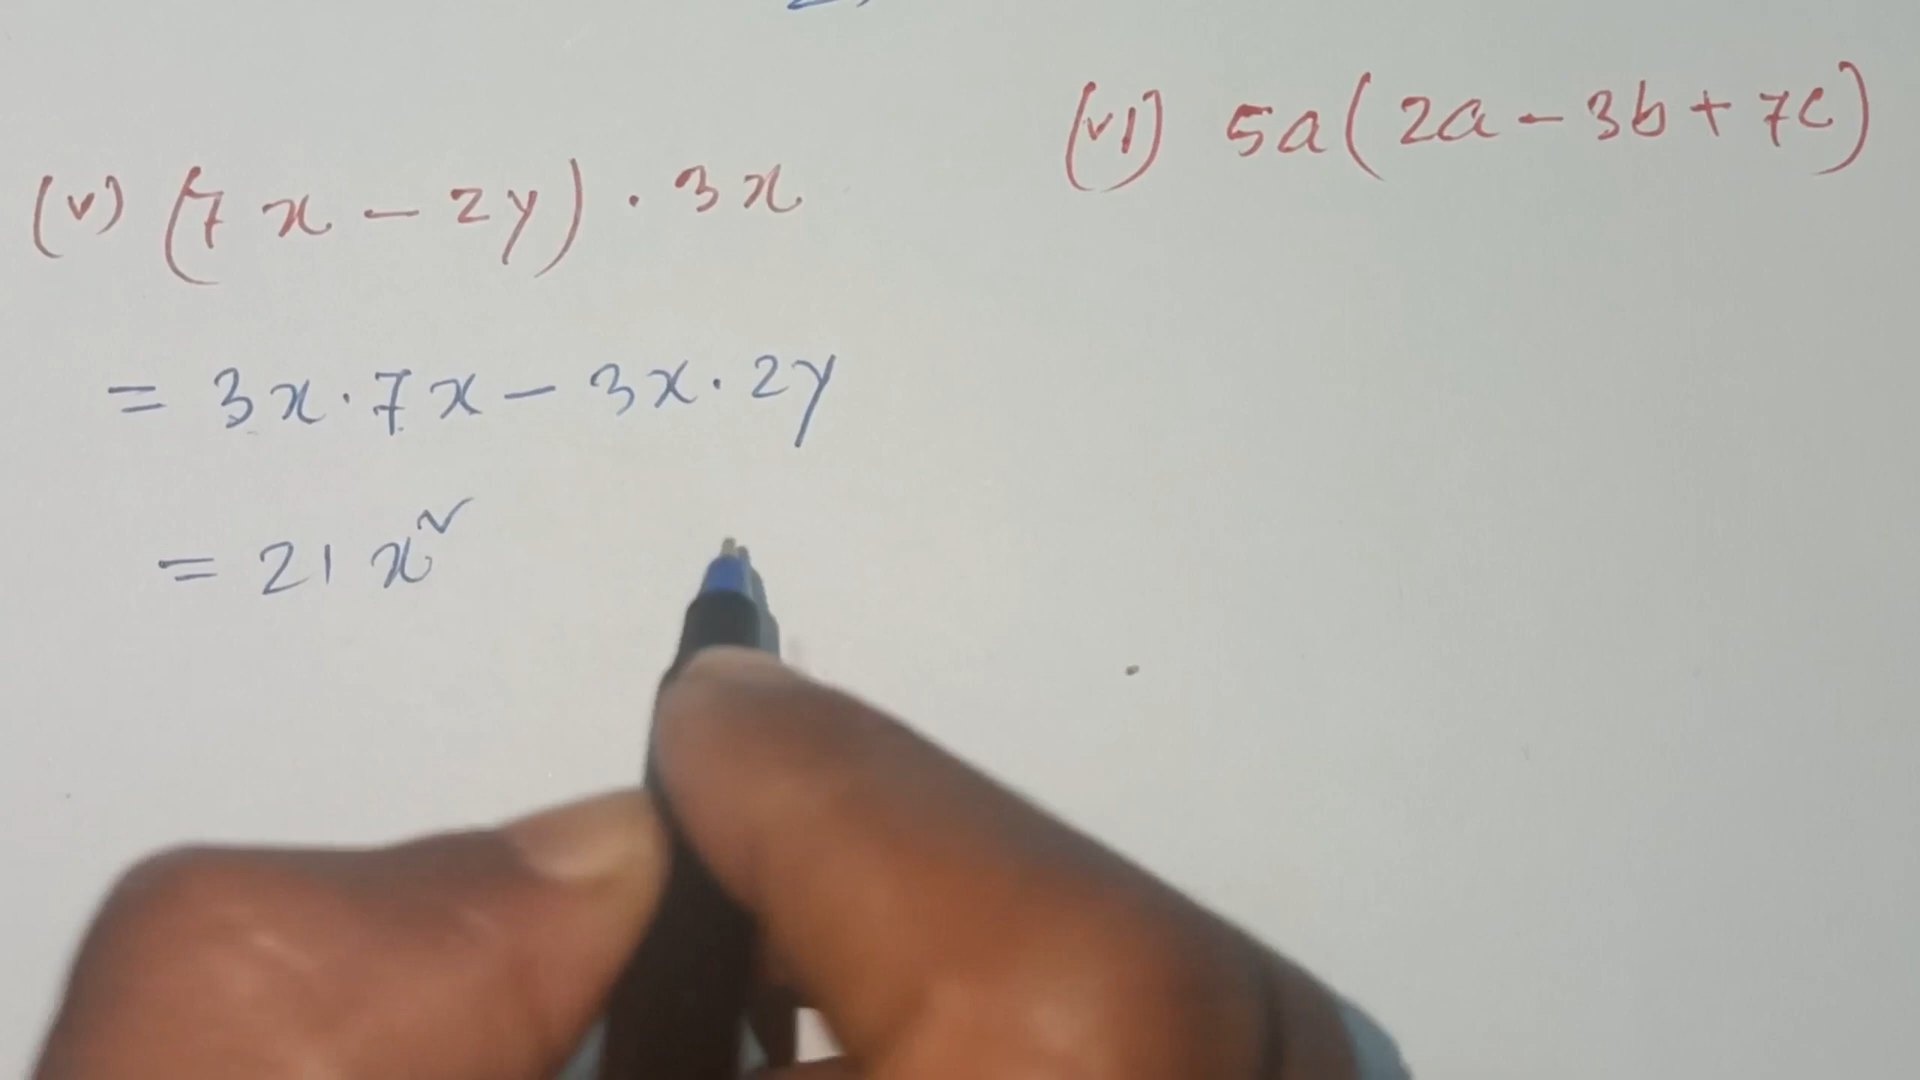 (v) (7x - 2y) · 3x
= 3x · 7x - 3x · 2y
= 21x²
(vi) 5a(2a - 3b + 7c)